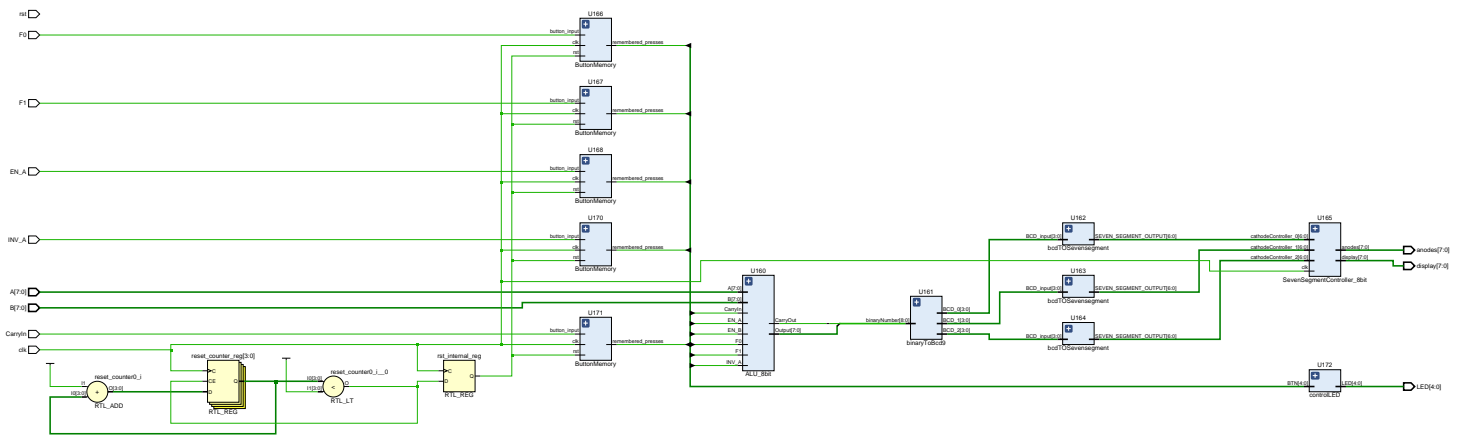 rst
F0
F1
EN_A
INV_A
A[7:0]
B[7:0]
CarryIn
clk
U166
button_input
clk
rst
remembered_presses
ButtonMemory
U167
button_input
clk
rst
remembered_presses
ButtonMemory
U168
button_input
clk
rst
remembered_presses
ButtonMemory
U170
button_input
clk
rst
remembered_presses
ButtonMemory
U171
button_input
clk
rst
remembered_presses
ButtonMemory
reset_counter0_i
I1
I0[3:0]
+
O[3:0]
RTL_ADD
reset_counter_reg[3:0]
C
CE
D
Q
RTL_REG
reset_counter0_i__0
I0[3:0]
I1[3:0]
<
O
RTL_LT
rst_internal_reg
C
D
Q
RTL_REG
U160
A[7:0]
B[7:0]
CarryIn
EN_A
EN_B
F0
F1
INV_A
CarryOut
Output[7:0]
ALU_8bit
U161
binaryNumber[8:0]
BCD_0[3:0]
BCD_1[3:0]
BCD_2[3:0]
binaryToBcd9
U162
BCD_input[3:0]
SEVEN_SEGMENT_OUTPUT[6:0]
bcdTOSevensegment
U163
BCD_input[3:0]
SEVEN_SEGMENT_OUTPUT[6:0]
bcdTOSevensegment
U164
BCD_input[3:0]
SEVEN_SEGMENT_OUTPUT[6:0]
bcdTOSevensegment
U165
cathodeController_0[6:0]
cathodeController_1[6:0]
cathodeController_2[6:0]
clk
anodes[7:0]
display[7:0]
SevenSegmentController_8bit
U172
BTN[4:0]
LED[4:0]
controlLED
anodes[7:0]
display[7:0]
LED[4:0]